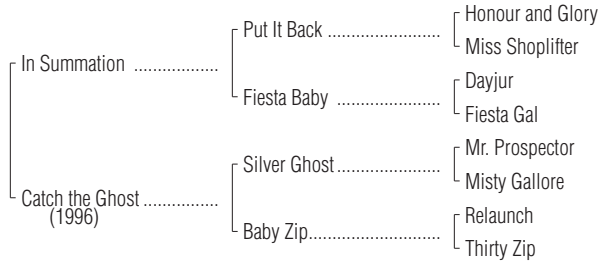 Honour and Glory
Put It Back ....................
Miss Shoplifter
In Summation ...............
Dayjur
Fiesta Baby ..................
Fiesta Gal
Mr. Prospector
Silver Ghost..................
Misty Gallore
Catch the Ghost .............
(1996)
Relaunch
Baby Zip.......................
Thirty Zip